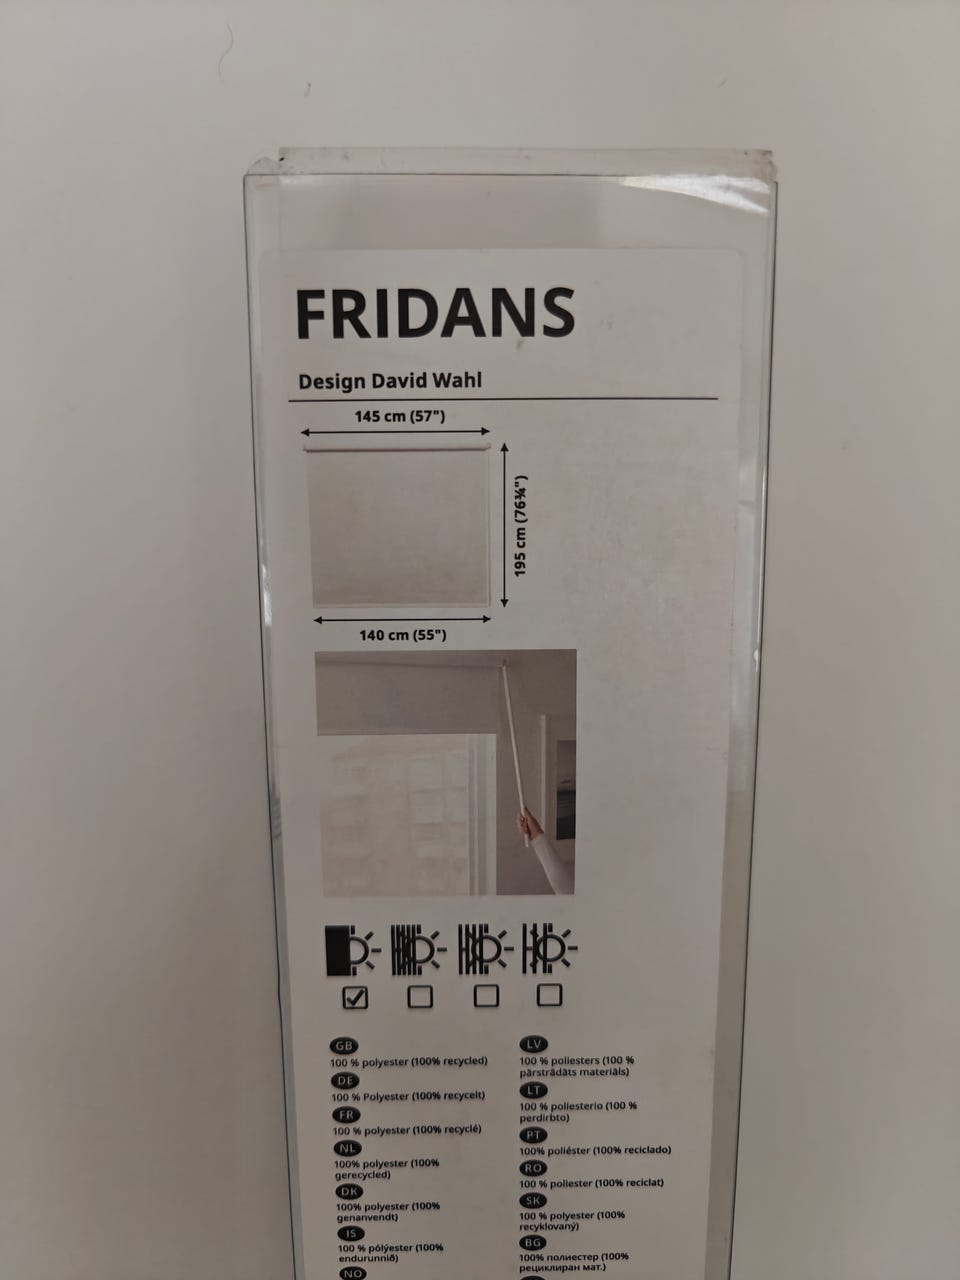 FRIDANS
Design David Wahl
145 cm (57")
195 cm (76¾")
140 cm (55")
GB
100 % polyester (100% recycled)
DE
100 % Polyester (100% recycelt)
FR
100 % polyester (100% recyclé)
NL
100% polyester (100%
gerecycled)
DK
100% polyester (100%
genanvendt)
IS
100 % pólýester (100%
endurunnið)
NO
LV
100 % poliesters (100 %
pārstrādāts materiāls)
LT
100 % poliesterio (100 %
perdirbto)
PT
100% poliéster (100% reciclado)
RO
100 % poliester (100% reciclat)
SK
100 % polyester (100%
recyklovaný)
BG
100% полиестер (100%
рециклиран мат.)